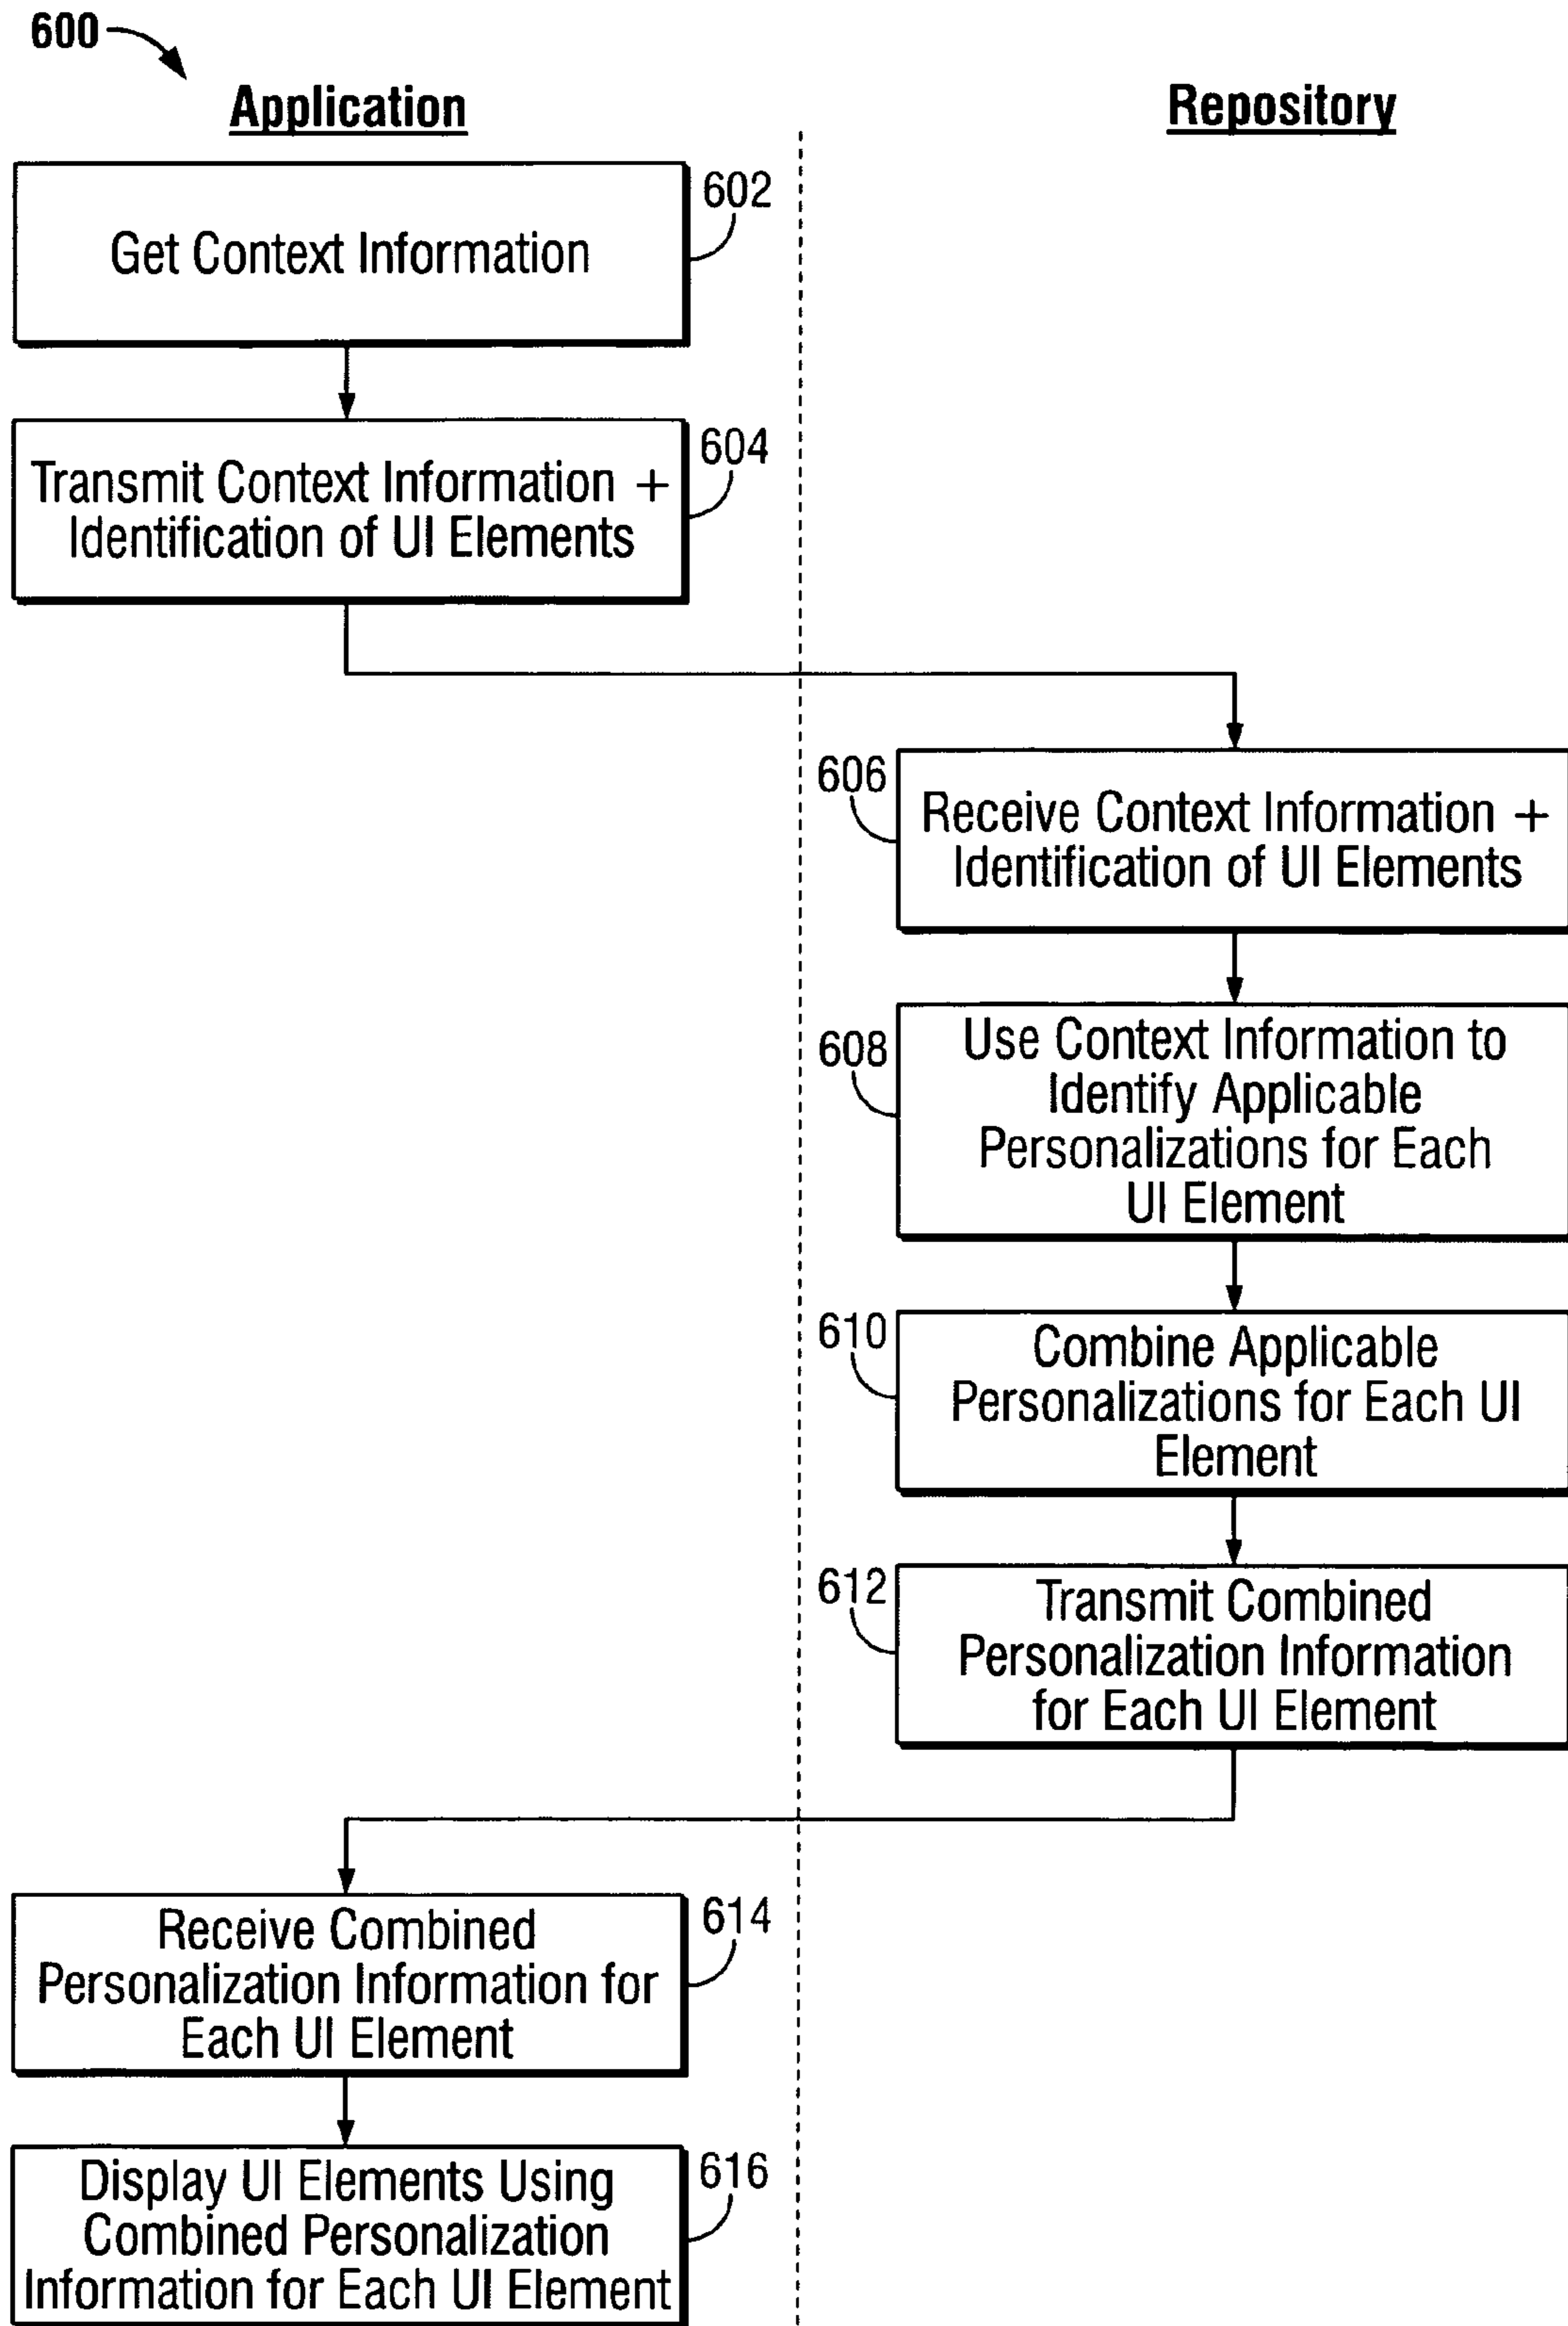 600
Application
Repository
602
Get Context Information
604
Transmit Context Information +
Identification of UI Elements
606
Receive Context Information +
Identification of UI Elements
608
Use Context Information to
Identify Applicable
Personalizations for Each
UI Element
610
Combine Applicable
Personalizations for Each UI
Element
612
Transmit Combined
Personalization Information
for Each UI Element
614
Receive Combined
Personalization Information for
Each UI Element
616
Display UI Elements Using
Combined Personalization
Information for Each UI Element